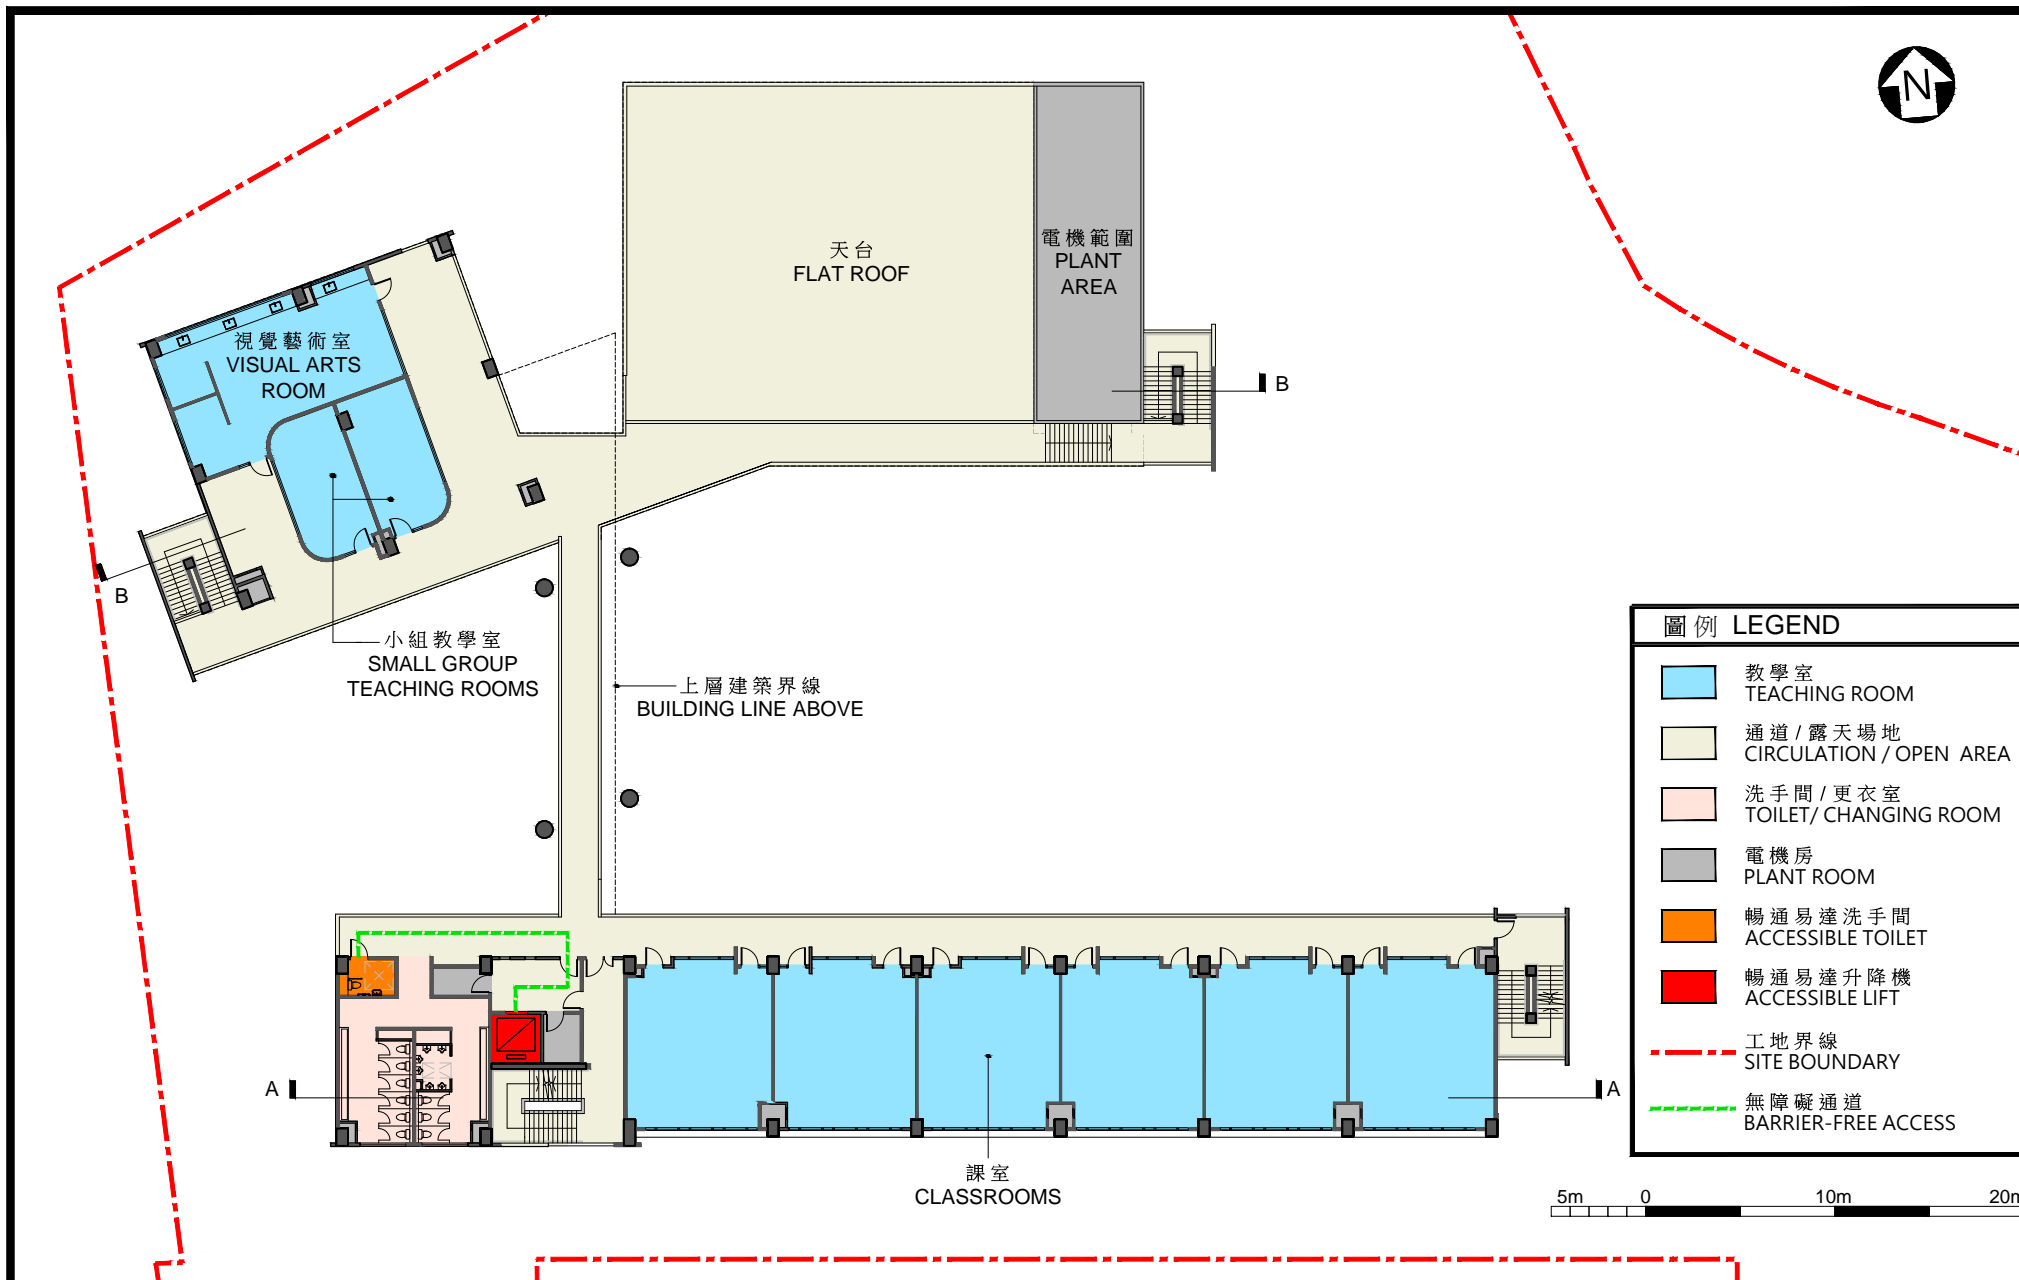 N
天台
FLAT ROOF
電機範圍
PLANT
AREA
視覺藝術室
VISUAL ARTS
ROOM
B
B
小組教學室
SMALL GROUP
TEACHING ROOMS
上層建築界線
BUILDING LINE ABOVE
圖例 LEGEND
教學室
TEACHING ROOM
通道/露天場地
CIRCULATION / OPEN AREA
洗手間/更衣室
TOILET/ CHANGING ROOM
電機房
PLANT ROOM
暢通易達洗手間
ACCESSIBLE TOILET
暢通易達升降機
ACCESSIBLE LIFT
工地界線
SITE BOUNDARY
無障礙通道
BARRIER-FREE ACCESS
A
A
課室
CLASSROOMS
5m 0 10m 20m